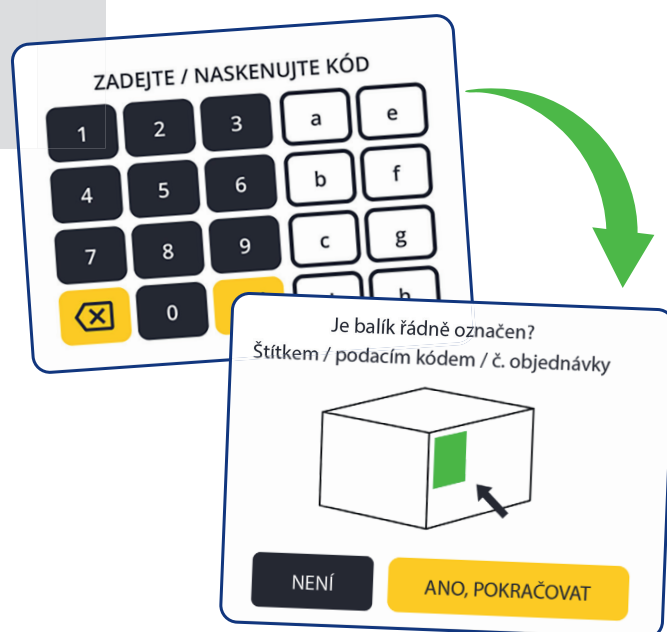 ZADEJTE / NASKENUJTE KÓD
1 2 3 a e
4 5 6 b f
7 8 9 c g
0
Je balík řádně označen?
Štítkem / podacím kódem / č. objednávky
NENÍ
ANO, POKRAČOVAT